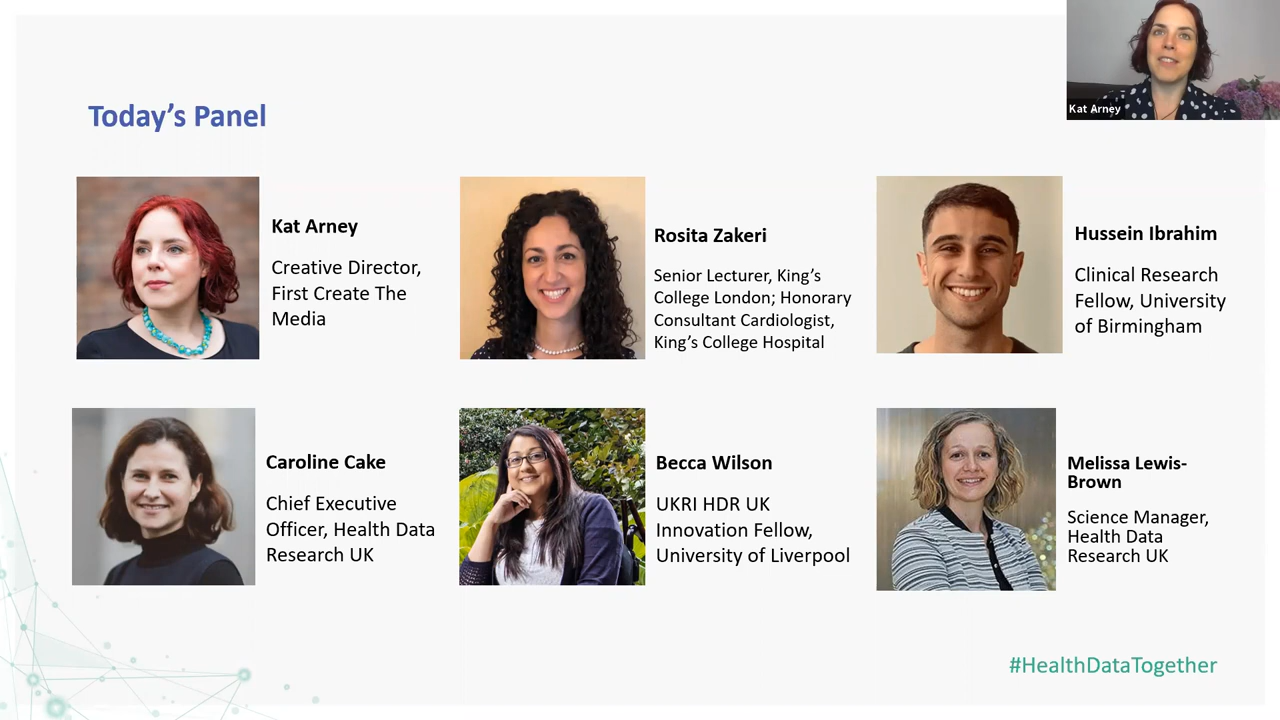 Today's Panel
Kat Arney
Kat Arney
Creative Director,
First Create The
Media
Rosita Zakeri
Senior Lecturer, King's
College London; Honorary
Consultant Cardiologist,
King's College Hospital
Hussein Ibrahim
Clinical Research
Fellow, University
of Birmingham
Caroline Cake
Chief Executive
Officer, Health Data
Research UK
Becca Wilson
UKRI HDR UK
Innovation Fellow,
University of Liverpool
Melissa Lewis-
Brown
Science Manager,
Health Data
Research UK
#HealthDataTogether